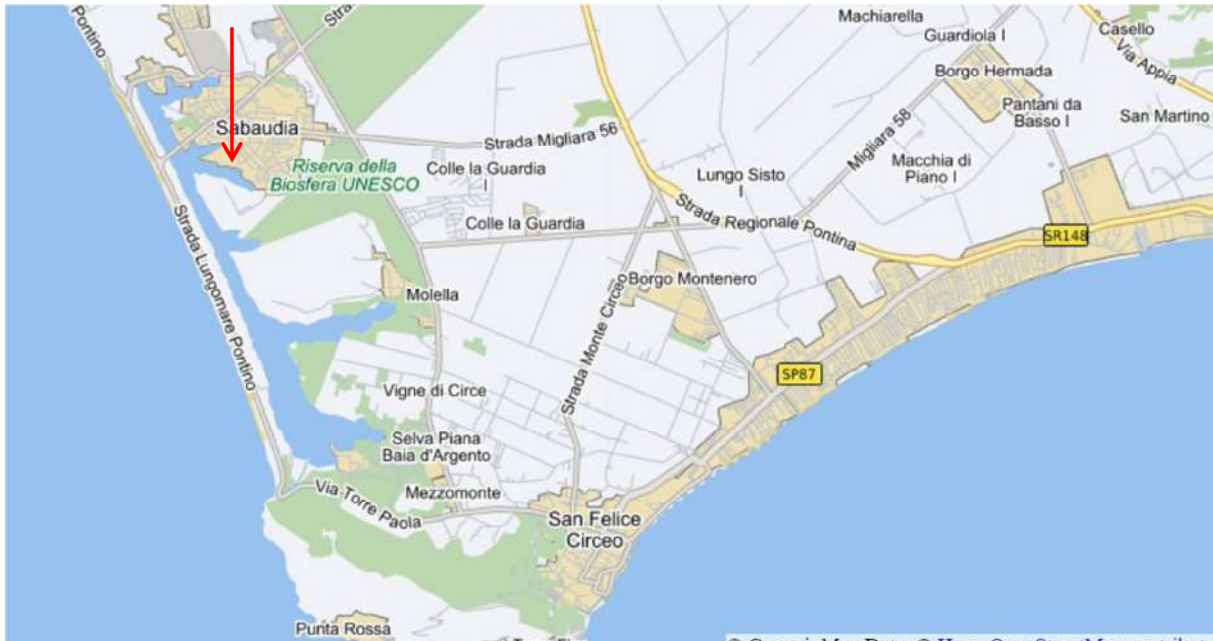 Pontino
Stra
Machiarella
Guardiola I
Casello
Via Appia
Borgo Hermada
Pantani da
Basso I
San Martino
Sabaudia
Strada Migliara 56
Migliara 58
Riserva della
Biosfera UNESCO
Colle la Guardia
I
Lungo Sisto
I
Macchia di
Piano I
Colle la Guardia
Strada Regionale Pontina
SR148
Strada Lungomare Pontino
Molella
Borgo Montenero
Strada Monte Circeo
SP87
Vigne di Circe
Selva Piana
Baia d'Argento
Mezzomonte
Via Torre Paola
San Felice
Circeo
Punta Rossa